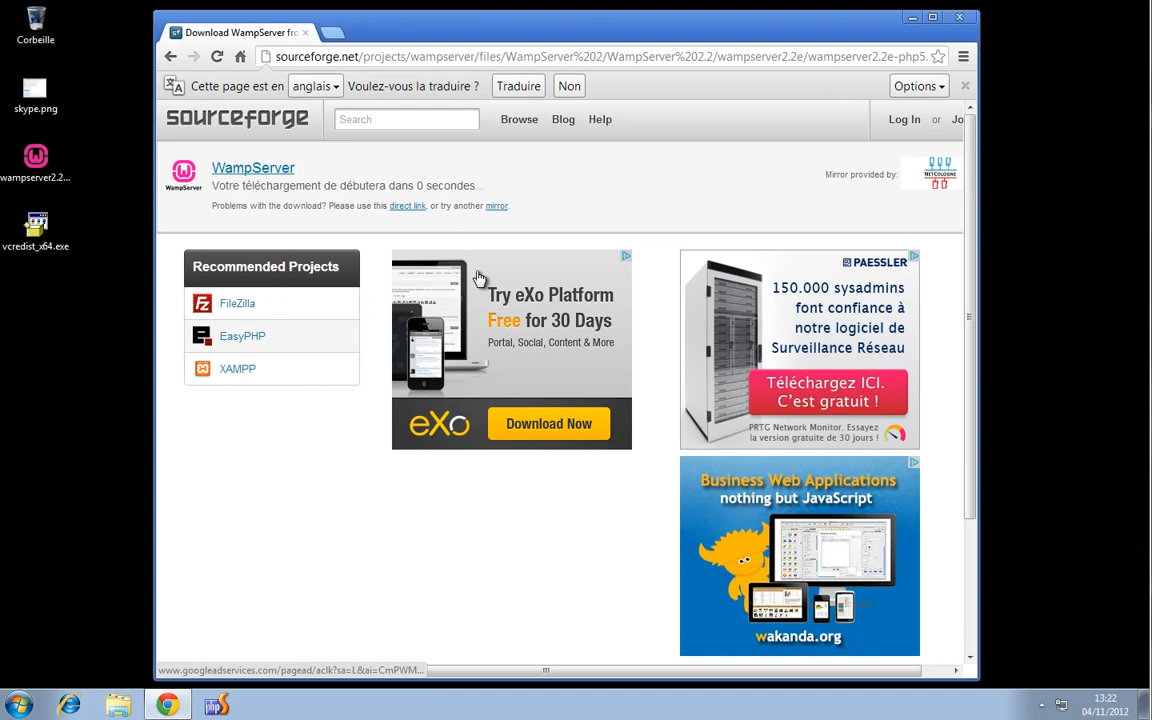 Corbeille
skype.png
wampserver2.2...
vcredist_x64.exe
Download WampServer fro
sourceforge.net/projects/wampserver/files/WampServer%202/WampServer%202.2/wampserver2.2e/wampserver2.2e-php5.
Cette page est en anglais Voulez-vous la traduire ? Traduire Non Options
sourceforge Search Browse Blog Help Log In or Jo
WampServer
WampServer
Votre téléchargement de débutera dans 0 secondes...
Problems with the download? Please use this direct link, or try another mirror.
Mirror provided by:
NETCOLOGNE
Recommended Projects
FileZilla
EasyPHP
XAMPP
Try eXo Platform
Free for 30 Days
Portal, Social, Content & More
eXo Download Now
PAESSLER
150.000 sysadmins
font confiance à
notre logiciel de
Surveillance Réseau
Téléchargez ICI.
C'est gratuit !
PRTG Network Monitor. Essayez
la version gratuite de 30 jours !
Business Web Applications
nothing but JavaScript
wakanda.org
www.googleadservices.com/pagead/aclk?sa=L&ai=CmPWM...
php
13:22
04/11/2012